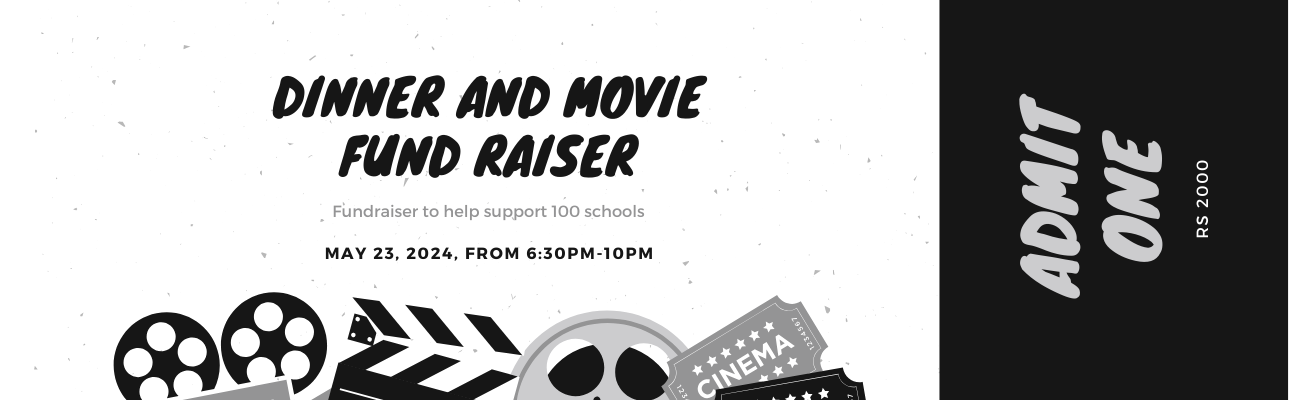 DINNER AND MOVIE
FUND RAISER
Fundraiser to help support 100 schools
MAY 23, 2024, FROM 6:30PM-10PM
CINEMA
1234567
ADMIT
ONE
RS 2000